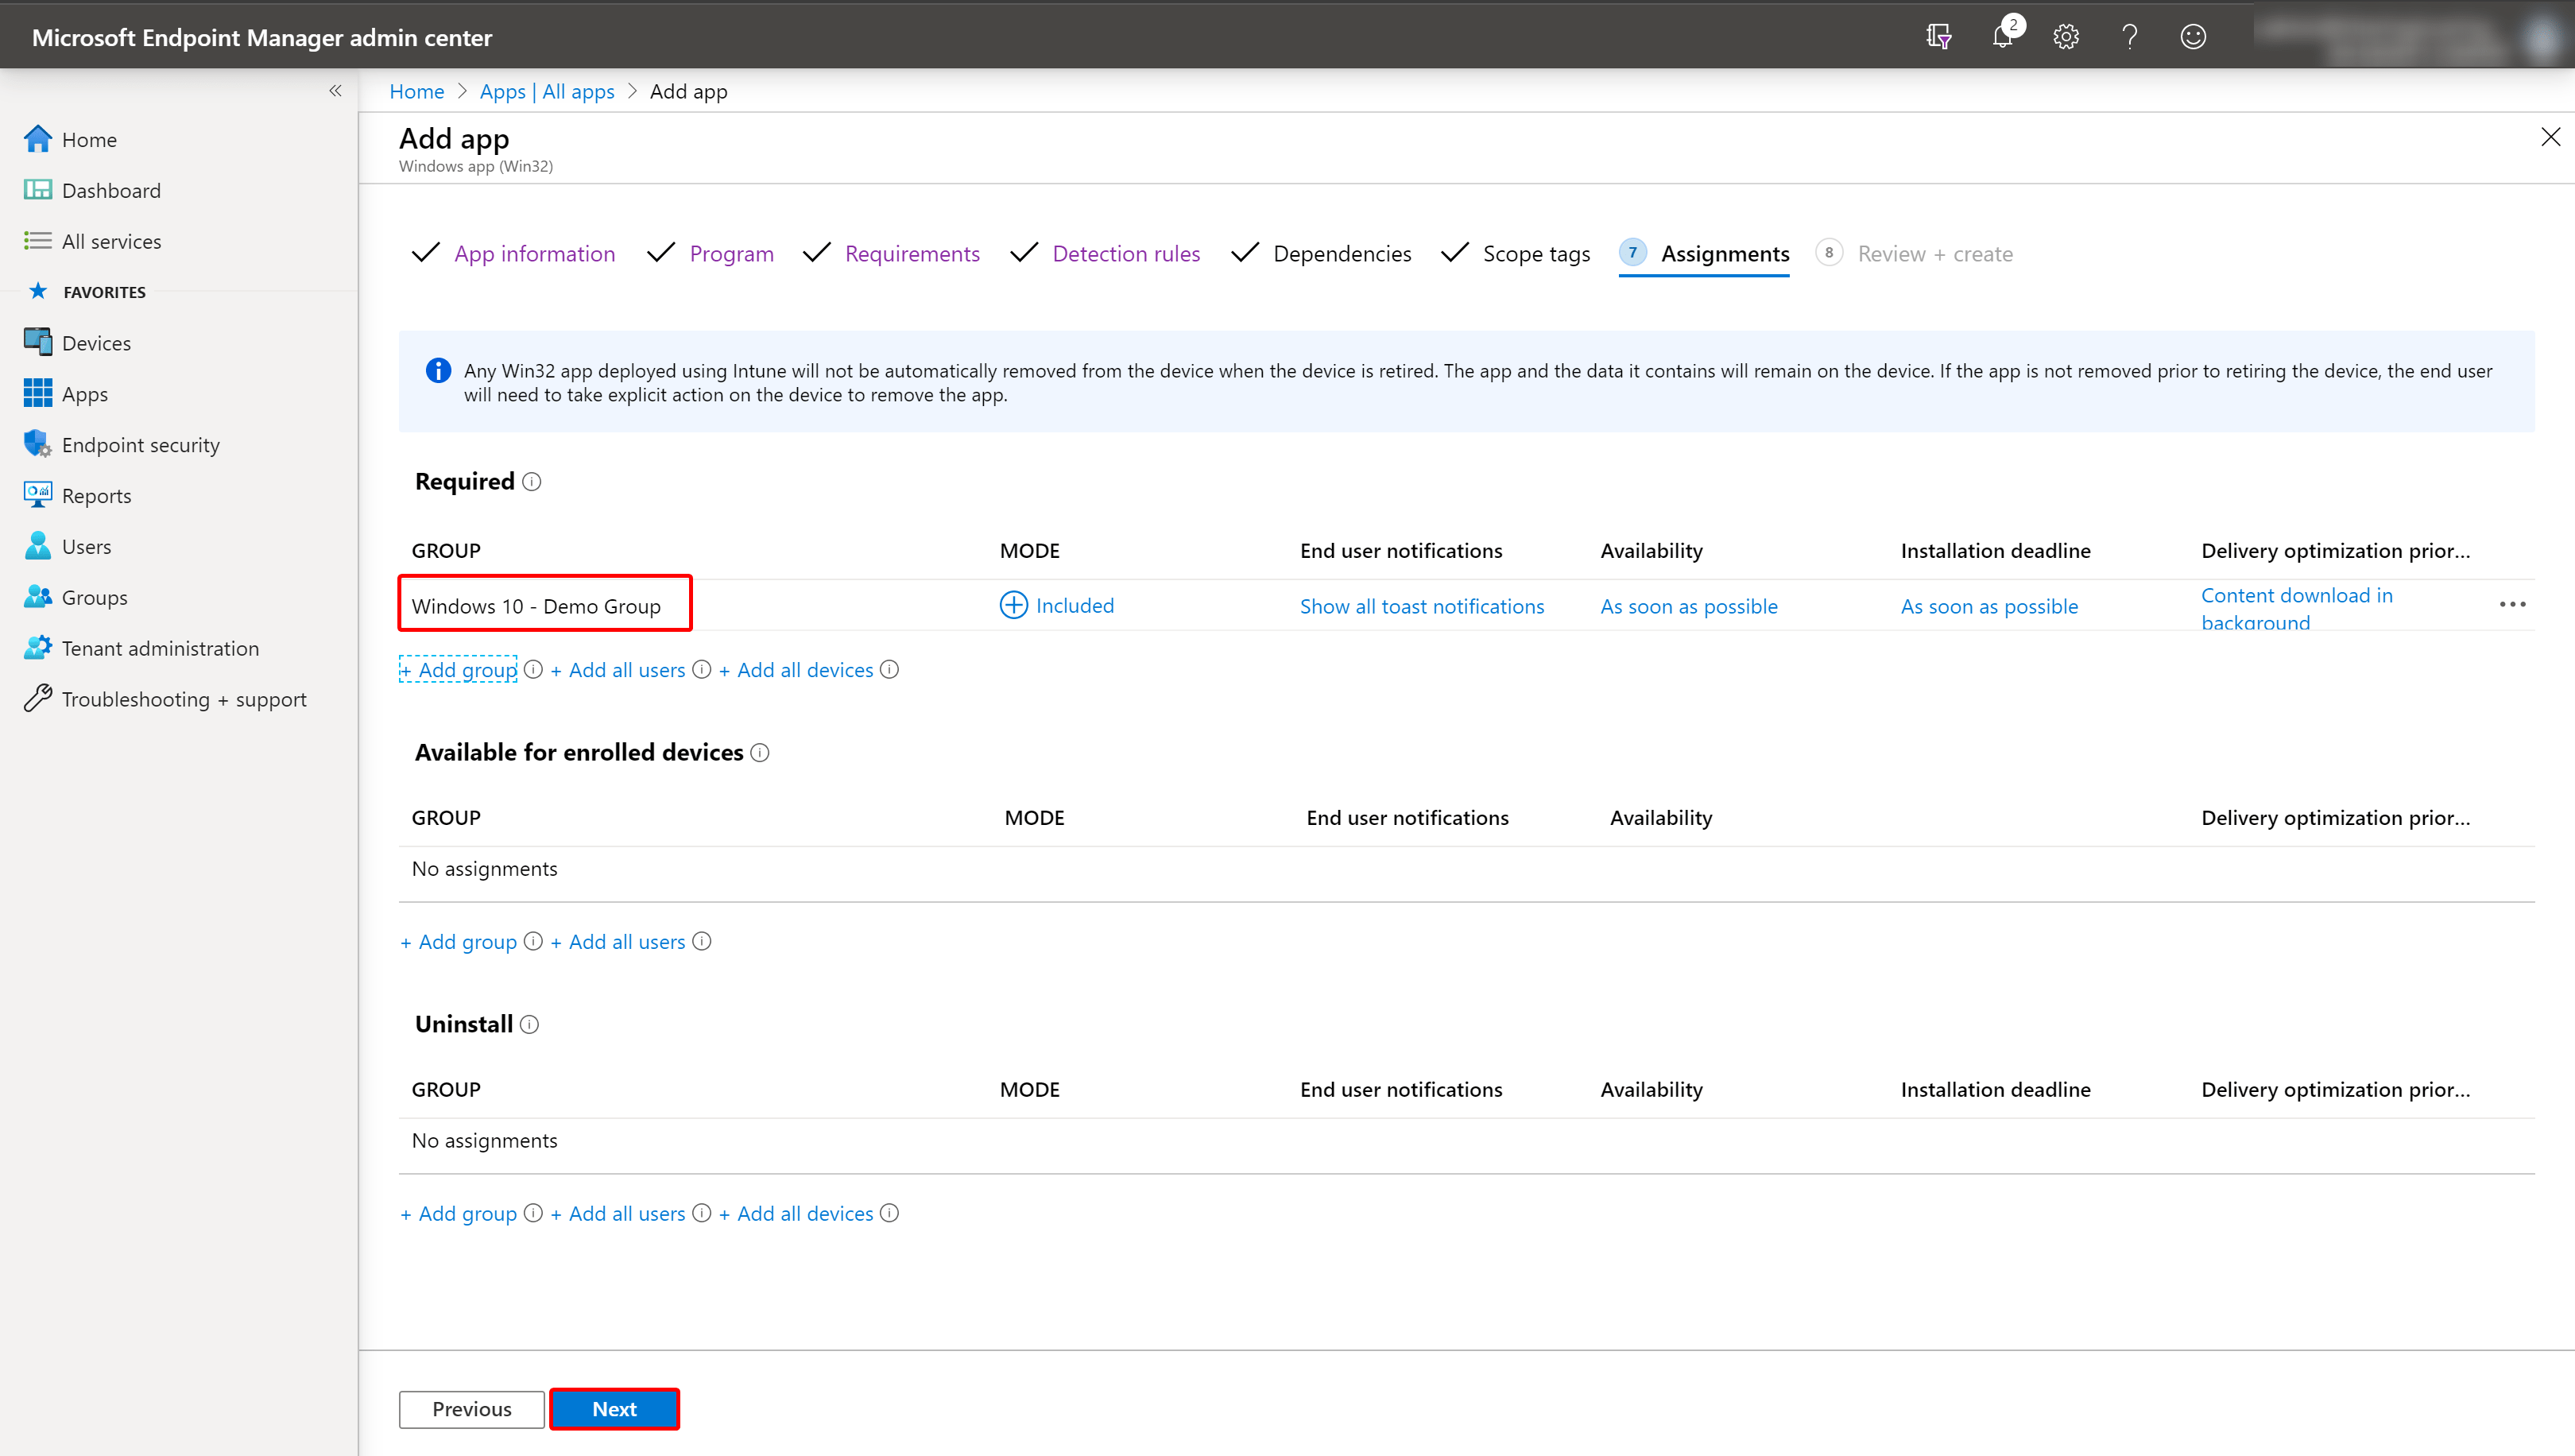 Microsoft Endpoint Manager admin center
2
«
Home > Apps | All apps > Add app
Home
Dashboard
All services
FAVORITES
Devices
Apps
Endpoint security
Reports
Users
Groups
Tenant administration
Troubleshooting + support
Add app
Windows app (Win32)
App information Program Requirements Detection rules Dependencies Scope tags 7 Assignments 8 Review + create
Any Win32 app deployed using Intune will not be automatically removed from the device when the device is retired. The app and the data it contains will remain on the device. If the app is not removed prior to retiring the device, the end user
will need to take explicit action on the device to remove the app.
Required
GROUP MODE End user notifications Availability Installation deadline Delivery optimization prior...
Windows 10 - Demo Group Included Show all toast notifications As soon as possible As soon as possible Content download in
background
+ Add group + Add all users + Add all devices
Available for enrolled devices
GROUP MODE End user notifications Availability Delivery optimization prior...
No assignments
+ Add group + Add all users
Uninstall
GROUP MODE End user notifications Availability Installation deadline Delivery optimization prior...
No assignments
+ Add group + Add all users + Add all devices
Previous Next